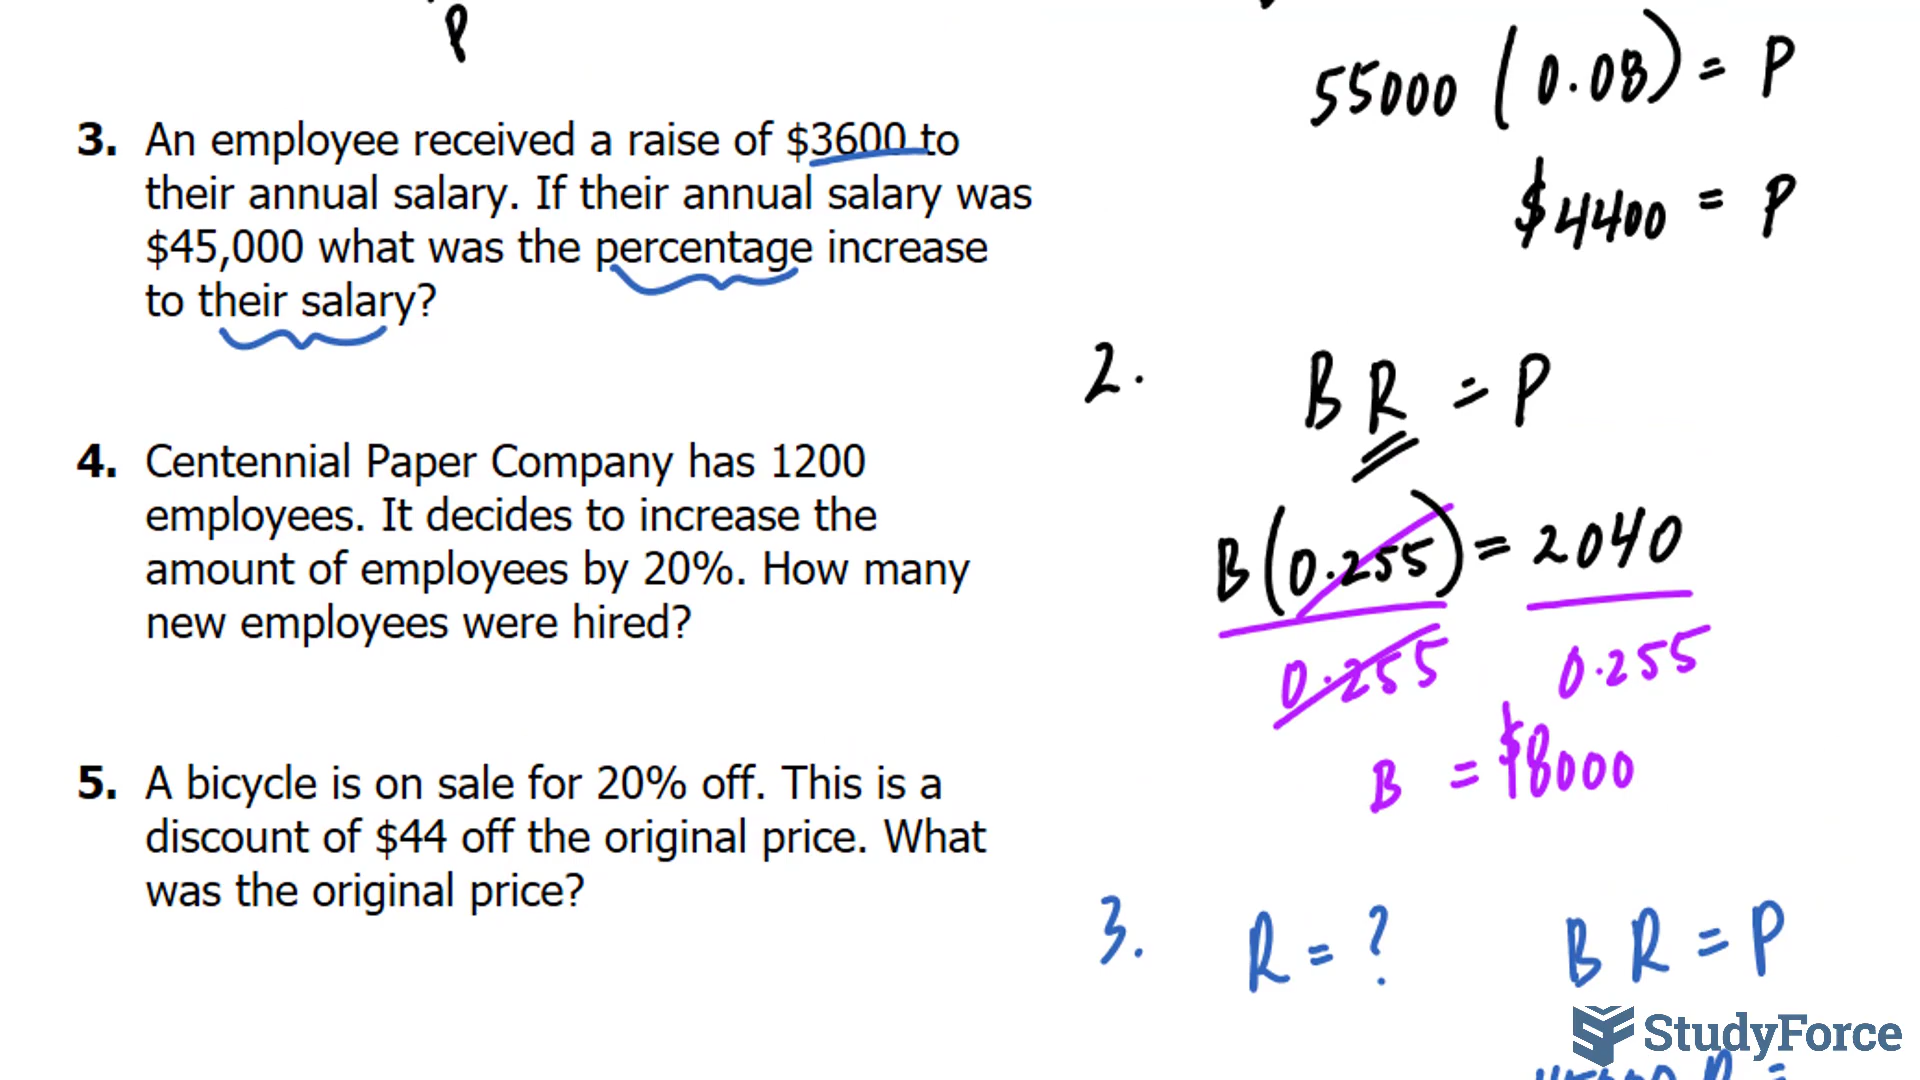 P
3. An employee received a raise of $3600 to
their annual salary. If their annual salary was
$45,000 what was the percentage increase
to their salary?
4. Centennial Paper Company has 1200
employees. It decides to increase the
amount of employees by 20%. How many
new employees were hired?
5. A bicycle is on sale for 20% off. This is a
discount of $44 off the original price. What
was the original price?
55000 (0.08) = P
$4400 = P
2. B R = P
B(0.255) = 2040
0.255 0.255
B = $8000
3. R = ? B R = P
StudyForce